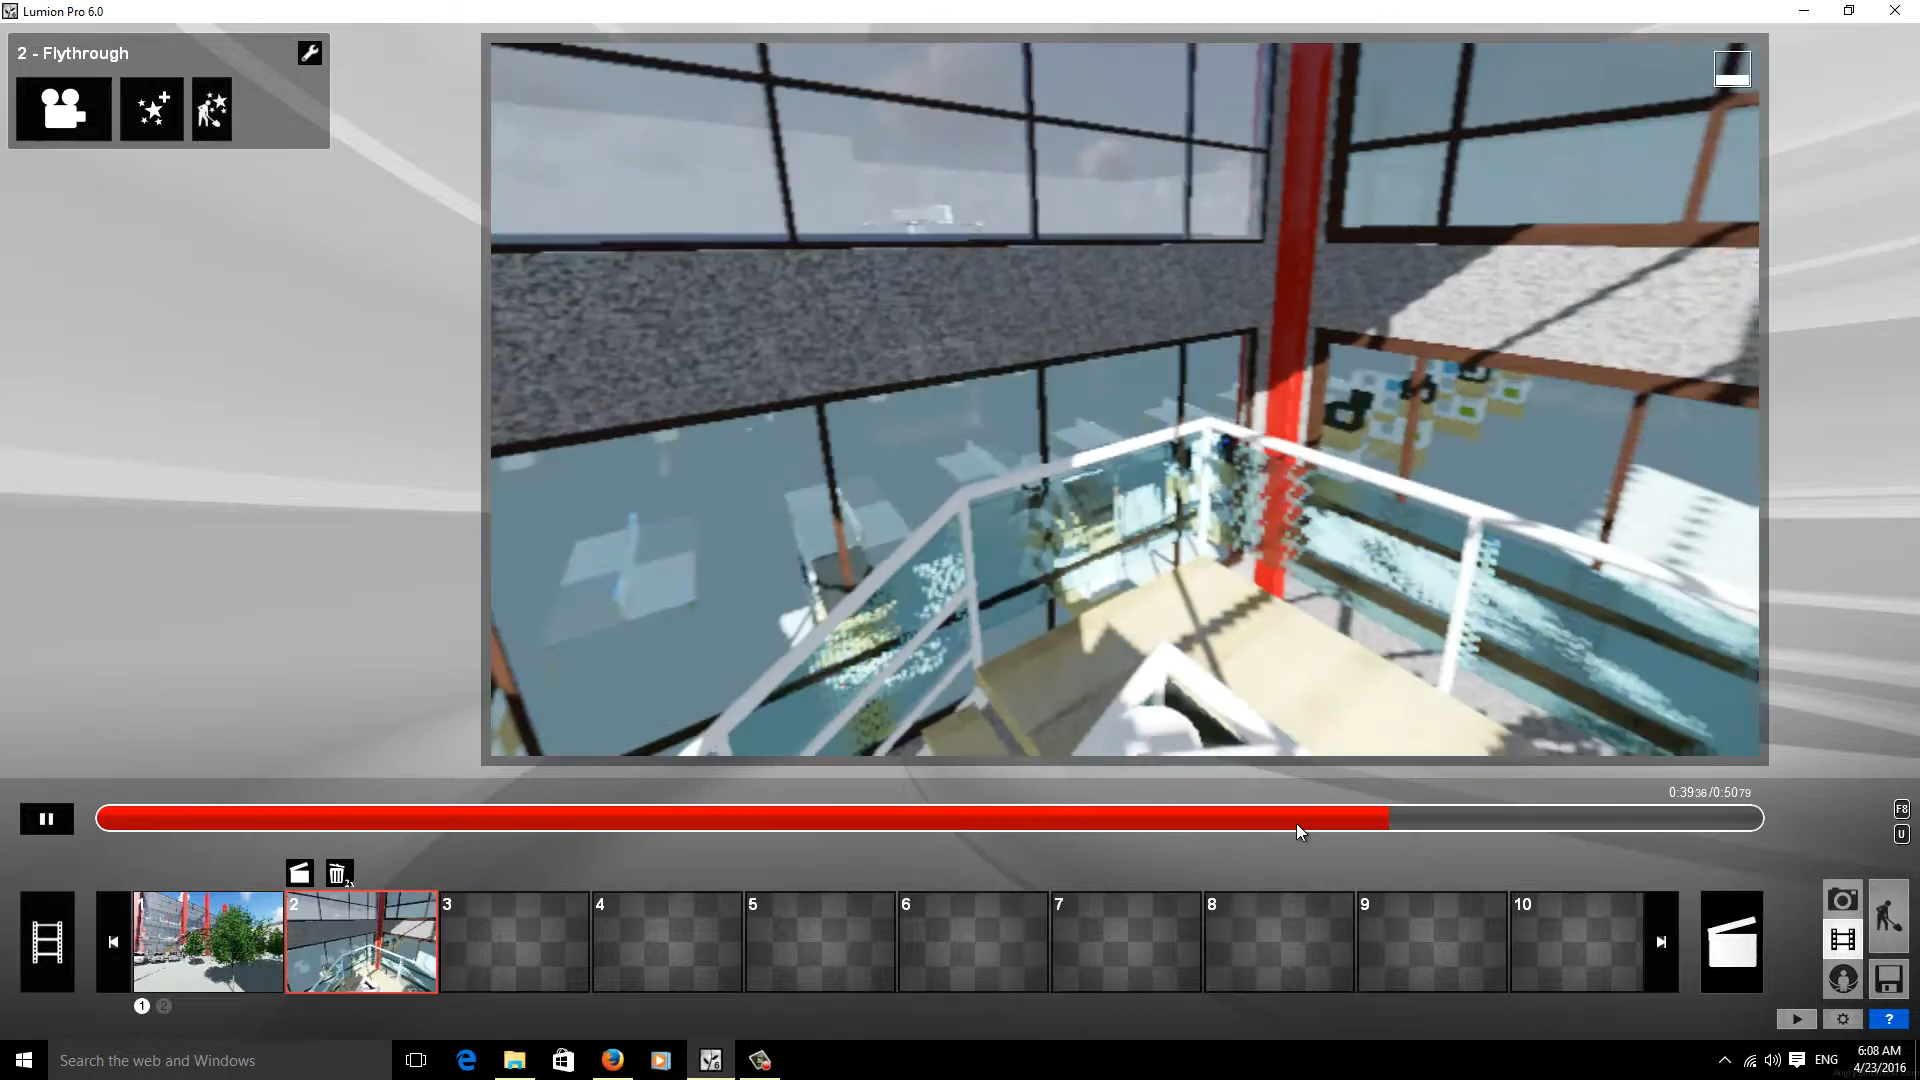 Lumion Pro 6.0
2 - Flythrough
0:3936/0:5079
F8
U
2x
1
2
3
4
5
6
7
8
9
10
1
2
?
Search the web and Windows
ENG
6:08 AM
4/23/2016